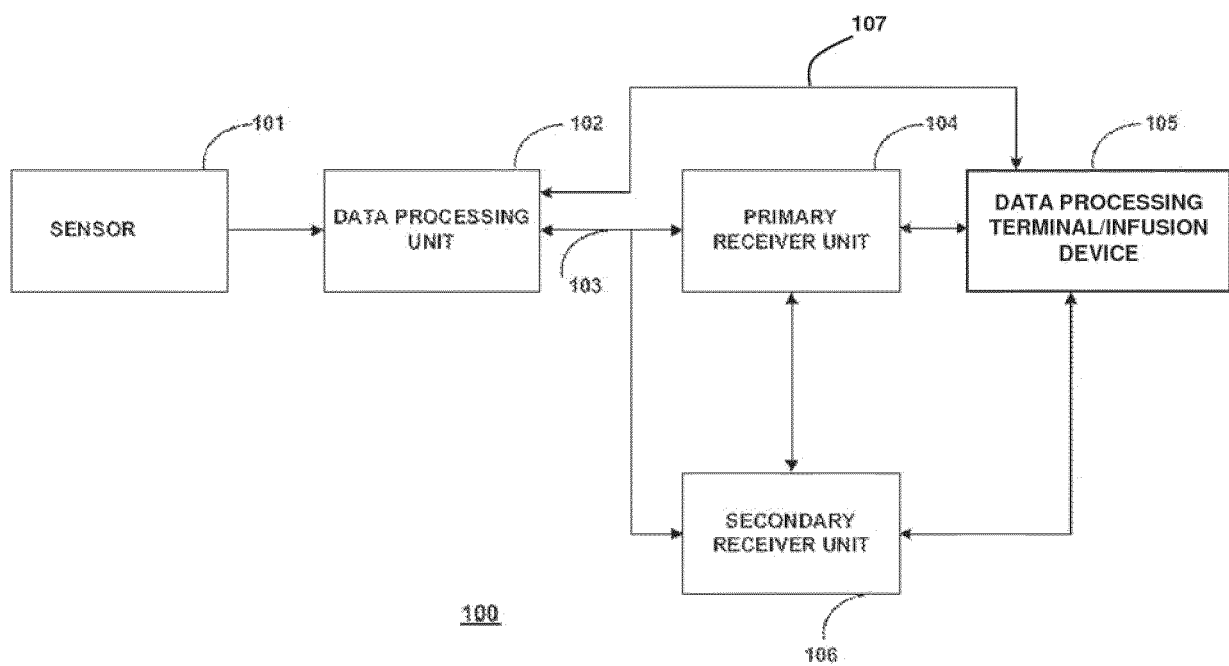 107
101
102
104
105
SENSOR
DATA PROCESSING
UNIT
PRIMARY
RECEIVER UNIT
DATA PROCESSING
TERMINAL/INFUSION
DEVICE
103
SECONDARY
RECEIVER UNIT
100
106